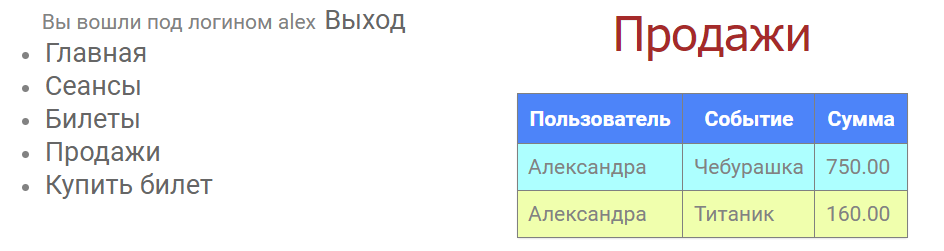 Вы вошли под логином alex Выход
Главная
Сеансы
Билеты
Продажи
Купить билет
Продажи
Пользователь Событие Сумма
Александра Чебурашка 750.00
Александра Титаник 160.00